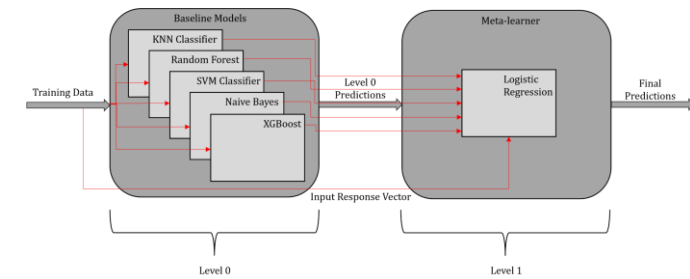 Baseline Models
Meta-learner
KNN Classifier
Random Forest
SVM Classifier
Naive Bayes
XGBoost
Training Data
Level 0
Predictions
Logistic
Regression
Final
Predictions
Input Response Vector
Level 0
Level 1